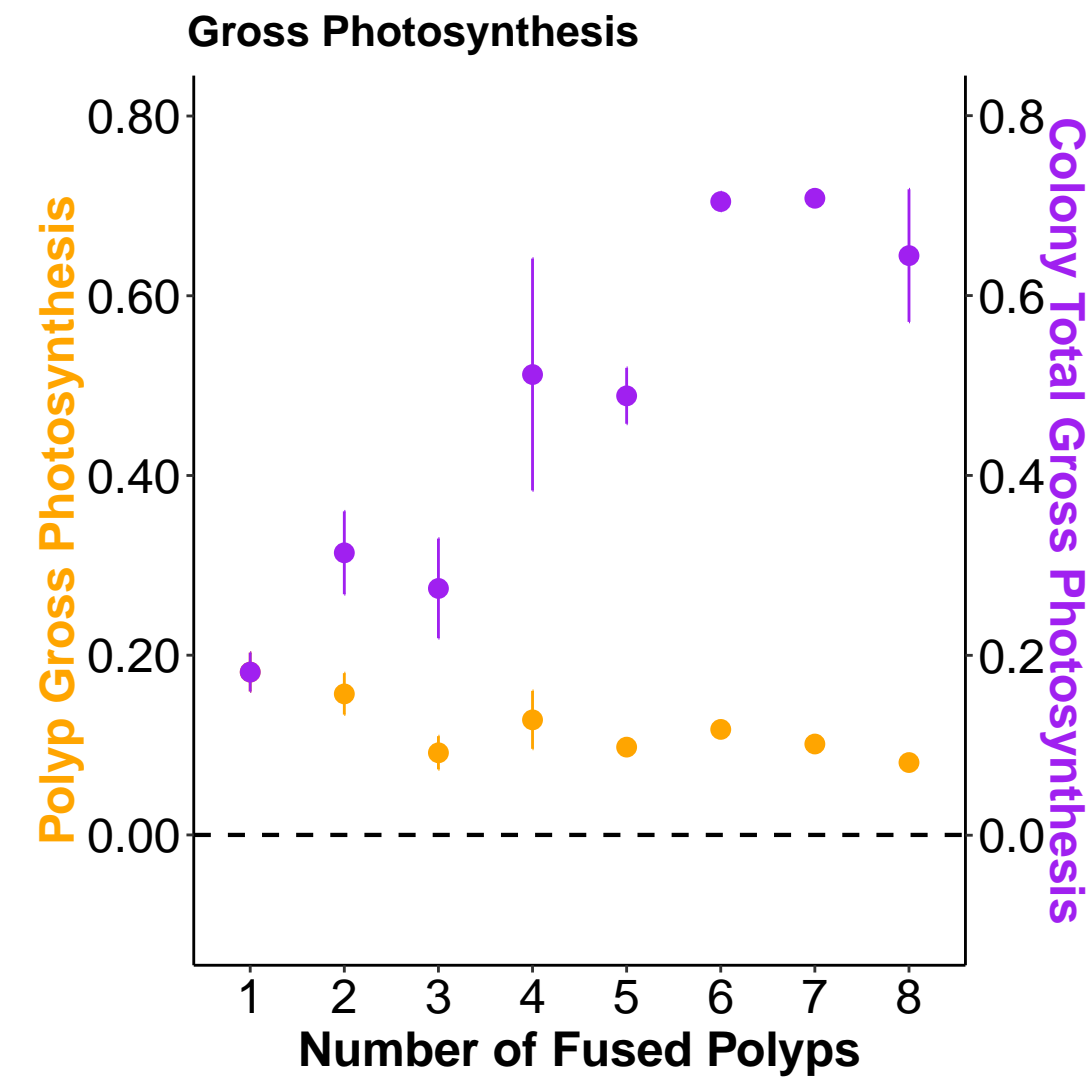 Gross Photosynthesis
Polyp Gross Photosynthesis
0.80
0.60
0.40
0.20
0.00
0.8
0.6
0.4
0.2
0.0
Colony Total Gross Photosynthesis
1 2 3 4 5 6 7 8
Number of Fused Polyps